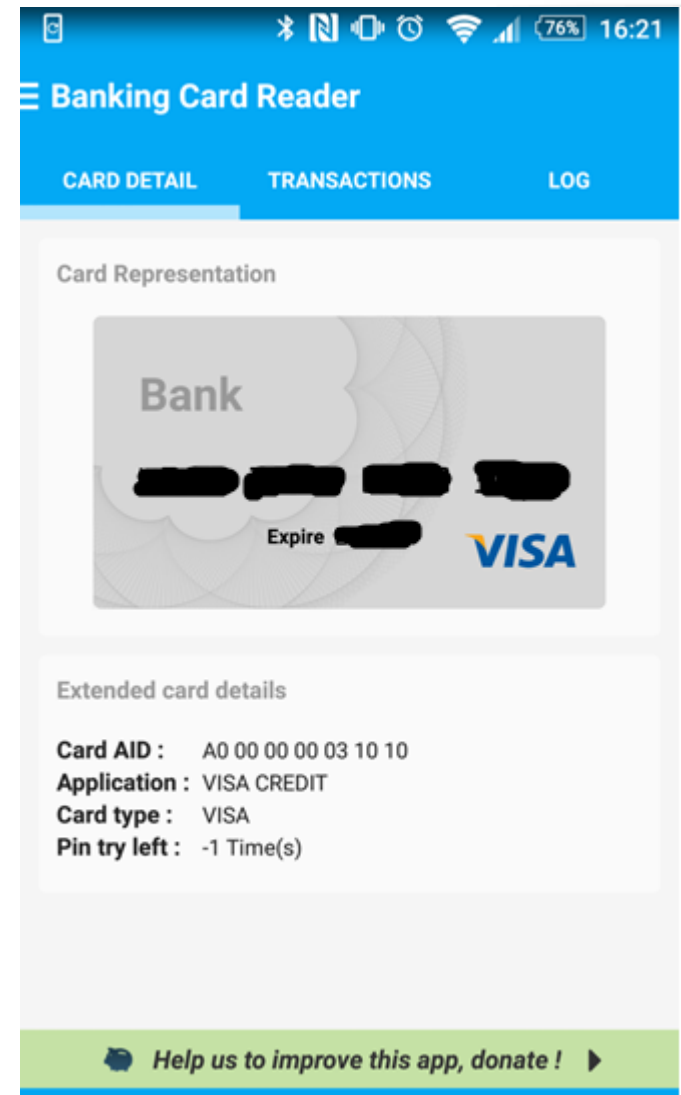 76% 16:21
Banking Card Reader
CARD DETAIL TRANSACTIONS LOG
Card Representation
Bank
Expire
VISA
Extended card details
Card AID : A0 00 00 00 03 10 10
Application : VISA CREDIT
Card type : VISA
Pin try left : -1 Time(s)
Help us to improve this app, donate !